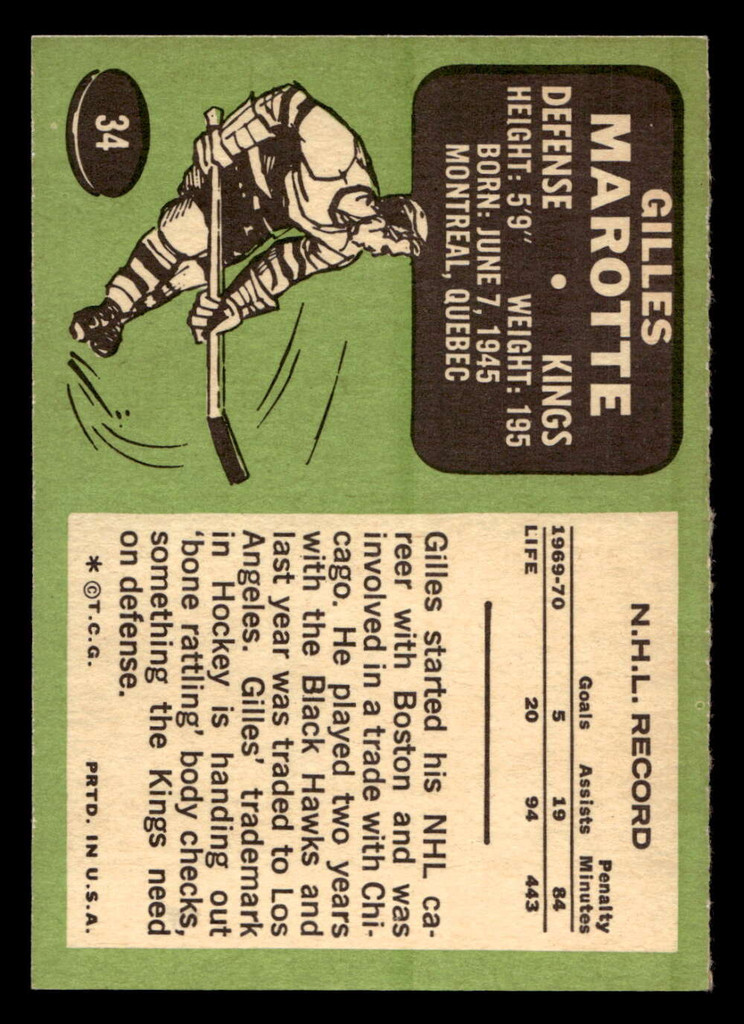 34
GILLES
MAROTTE
DEFENSE • KINGS
HEIGHT: 5'9" WEIGHT: 195
BORN: JUNE 7, 1945
MONTREAL, QUEBEC
N.H.L. RECORD
Penalty
Goals Assists Minutes
1969-70 5 19 84
LIFE 20 94 443
Gilles started his NHL ca-
reer with Boston and was
involved in a trade with Chi-
cago. He played two years
with the Black Hawks and
last year was traded to Los
Angeles. Gilles' trademark
in Hockey is handing out
'bone rattling' body checks,
something the Kings need
on defense.
* ©T.C.G. PRTD. IN U.S.A.